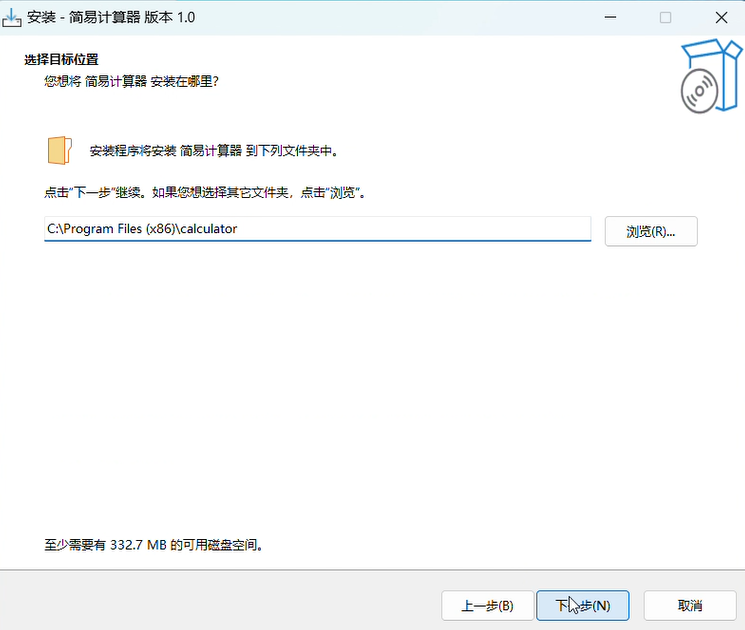 安装 - 简易计算器 版本 1.0
选择目标位置
您想将 简易计算器 安装在哪里?
安装程序将安装 简易计算器 到下列文件夹中。
点击“下一步”继续。如果您想选择其它文件夹，点击“浏览”。
C:\Program Files (x86)\calculator
浏览(R)...
至少需要有 332.7 MB 的可用磁盘空间。
上一步(B)
下一步(N)
取消